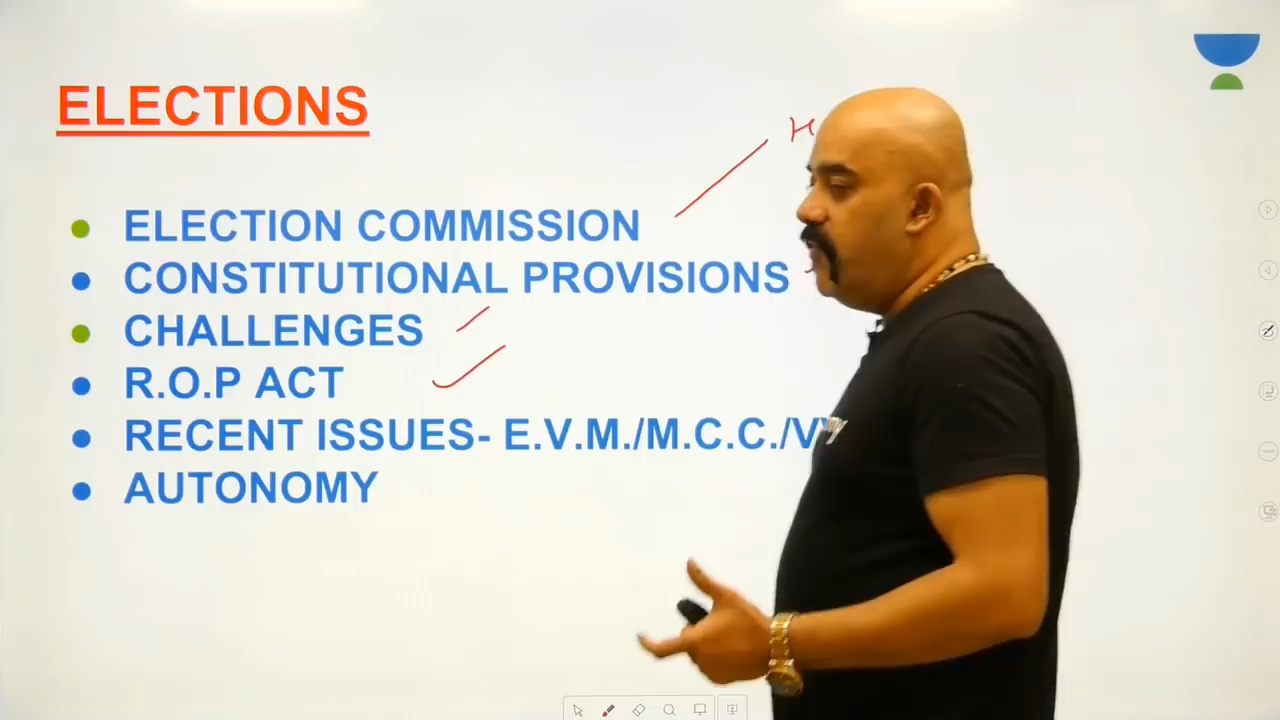 ELECTIONS
ELECTION COMMISSION
CONSTITUTIONAL PROVISIONS
CHALLENGES
R.O.P ACT
RECENT ISSUES- E.V.M./M.C.C./
AUTONOMY